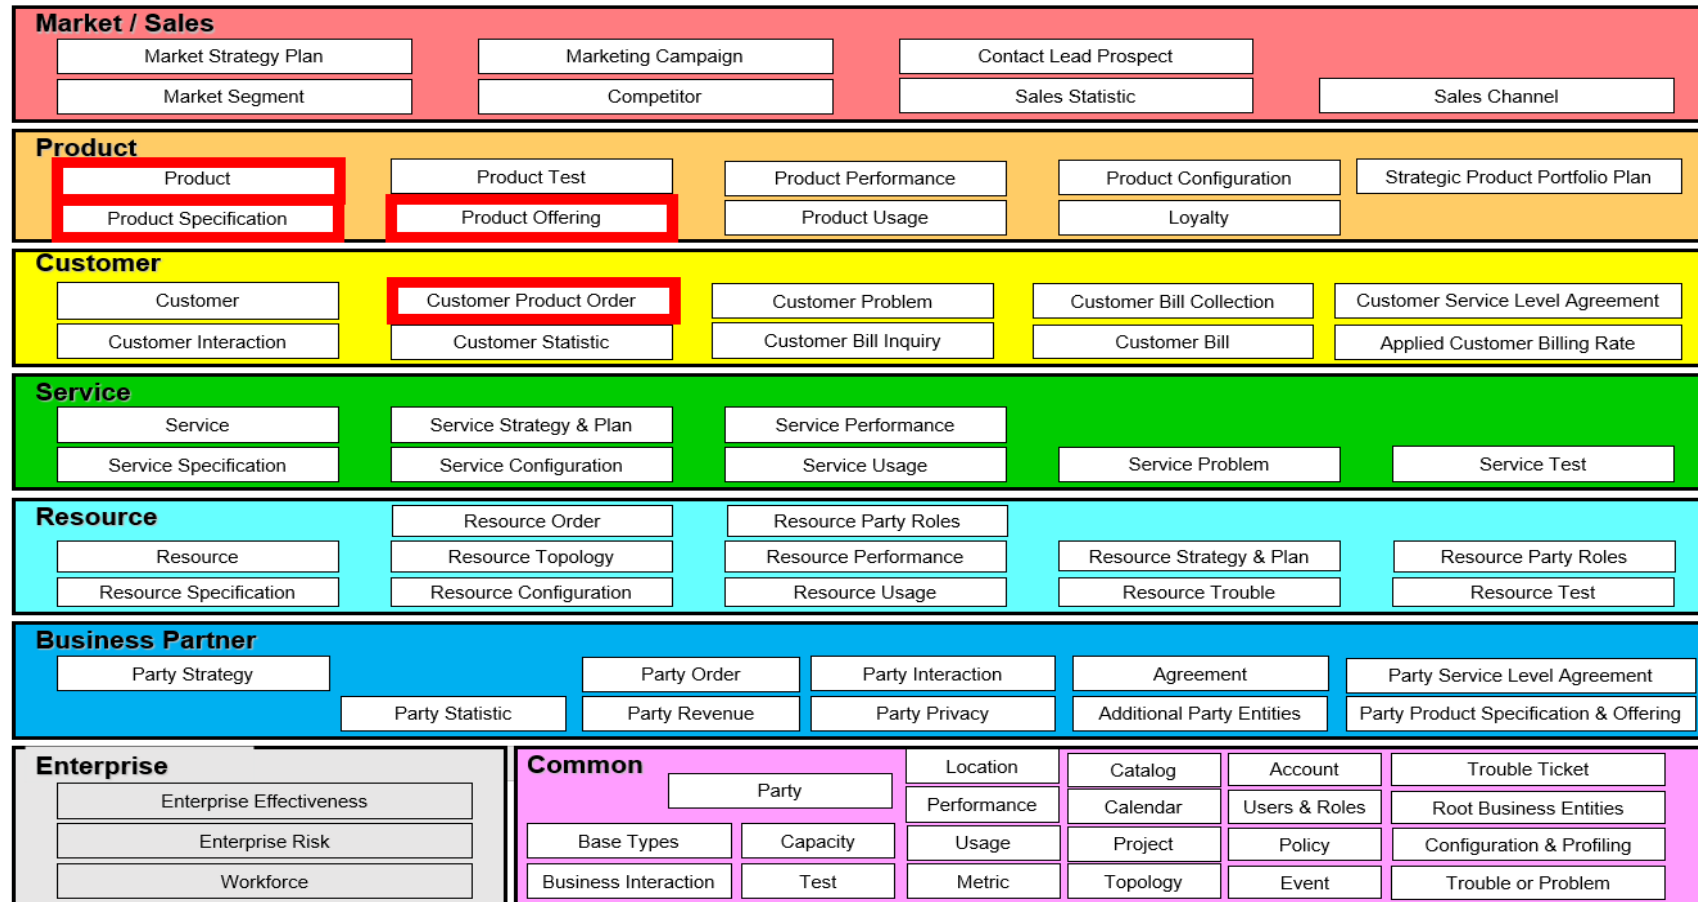 Market / Sales
Market Strategy Plan
Marketing Campaign
Contact Lead Prospect
Market Segment
Competitor
Sales Statistic
Sales Channel
Product
Product
Product Test
Product Performance
Product Configuration
Strategic Product Portfolio Plan
Product Specification
Product Offering
Product Usage
Loyalty
Customer
Customer
Customer Product Order
Customer Problem
Customer Bill Collection
Customer Service Level Agreement
Customer Interaction
Customer Statistic
Customer Bill Inquiry
Customer Bill
Applied Customer Billing Rate
Service
Service
Service Strategy & Plan
Service Performance
Service Specification
Service Configuration
Service Usage
Service Problem
Service Test
Resource
Resource Order
Resource Party Roles
Resource
Resource Topology
Resource Performance
Resource Strategy & Plan
Resource Party Roles
Resource Specification
Resource Configuration
Resource Usage
Resource Trouble
Resource Test
Business Partner
Party Strategy
Party Order
Party Interaction
Agreement
Party Service Level Agreement
Party Statistic
Party Revenue
Party Privacy
Additional Party Entities
Party Product Specification & Offering
Enterprise
Enterprise Effectiveness
Enterprise Risk
Workforce
Common
Location
Catalog
Account
Trouble Ticket
Party
Performance
Calendar
Users & Roles
Root Business Entities
Base Types
Capacity
Usage
Project
Policy
Configuration & Profiling
Business Interaction
Test
Metric
Topology
Event
Trouble or Problem